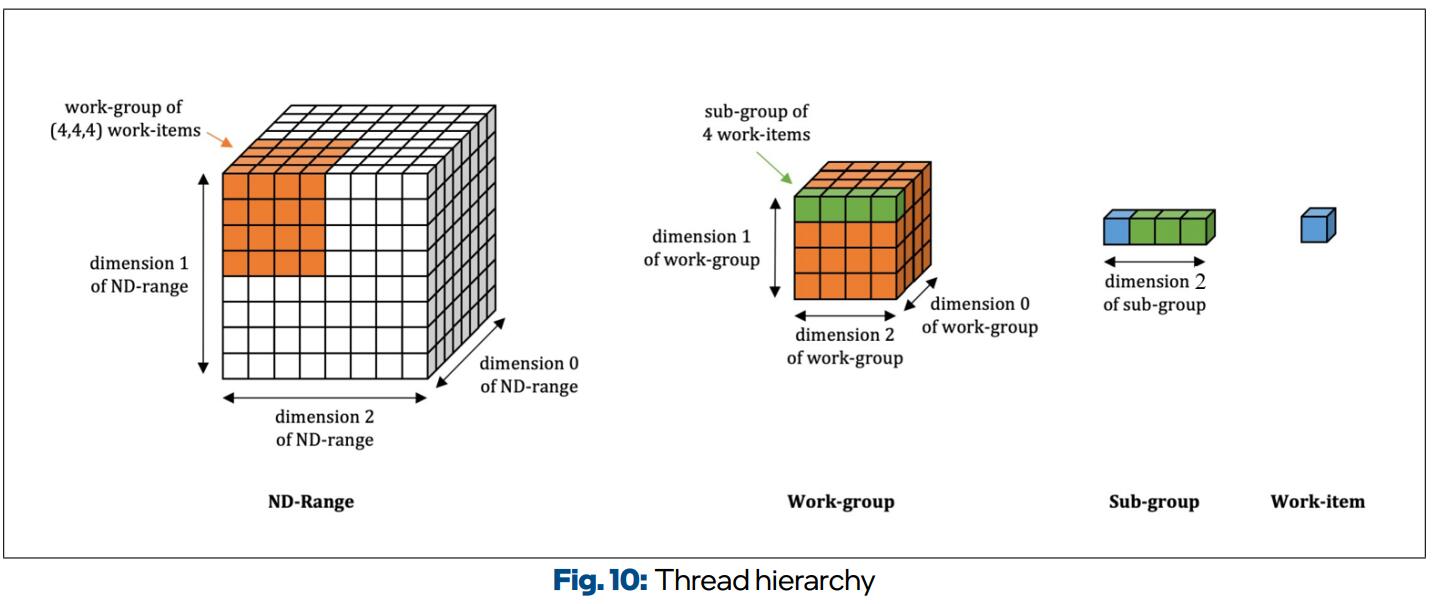 work-group of
(4,4,4) work-items
dimension 1
of ND-range
dimension 0
of ND-range
dimension 2
of ND-range
ND-Range
sub-group of
4 work-items
dimension 1
of work-group
dimension 0
of work-group
dimension 2
of work-group
Work-group
dimension 2
of sub-group
Sub-group
Work-item
Fig. 10: Thread hierarchy